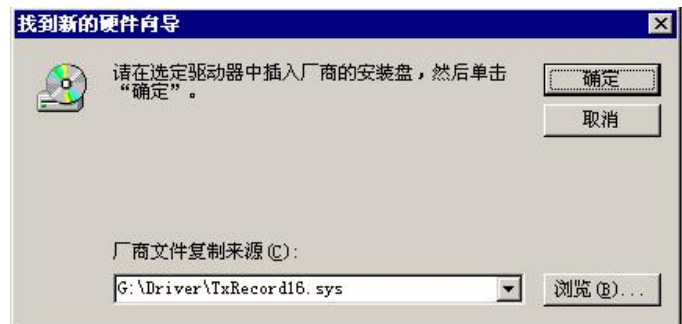 找到新的硬件向导
请在选定驱动器中插入厂商的安装盘，然后单击
“确定”。
确定
取消
厂商文件复制来源(C):
G:\Driver\TxRecord16.sys
浏览(B)...